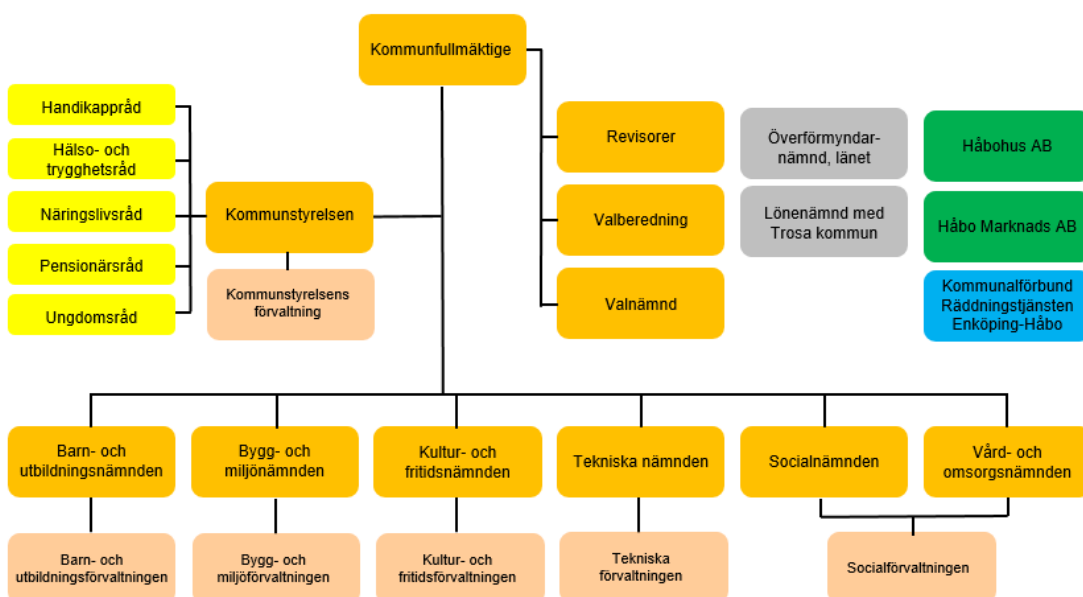 Kommunfullmäktige
Handikappråd
Hälso- och
trygghetsråd
Näringslivsråd
Pensionärsråd
Ungdomsråd
Kommunstyrelsen
Kommunstyrelsens
förvaltning
Revisorer
Valberedning
Valnämnd
Överförmyndar-
nämnd, länet
Lönenämnd med
Trosa kommun
Håbohus AB
Håbo Marknads AB
Kommunalförbund
Räddningstjänsten
Enköping-Håbo
Barn- och
utbildningsnämnden
Bygg- och
miljönämnden
Kultur- och
fritidsnämnden
Tekniska nämnden
Socialnämnden
Vård- och
omsorgsnämnden
Barn- och
utbildningsförvaltningen
Bygg- och
miljöförvaltningen
Kultur- och
fritidsförvaltningen
Tekniska
förvaltningen
Socialförvaltningen